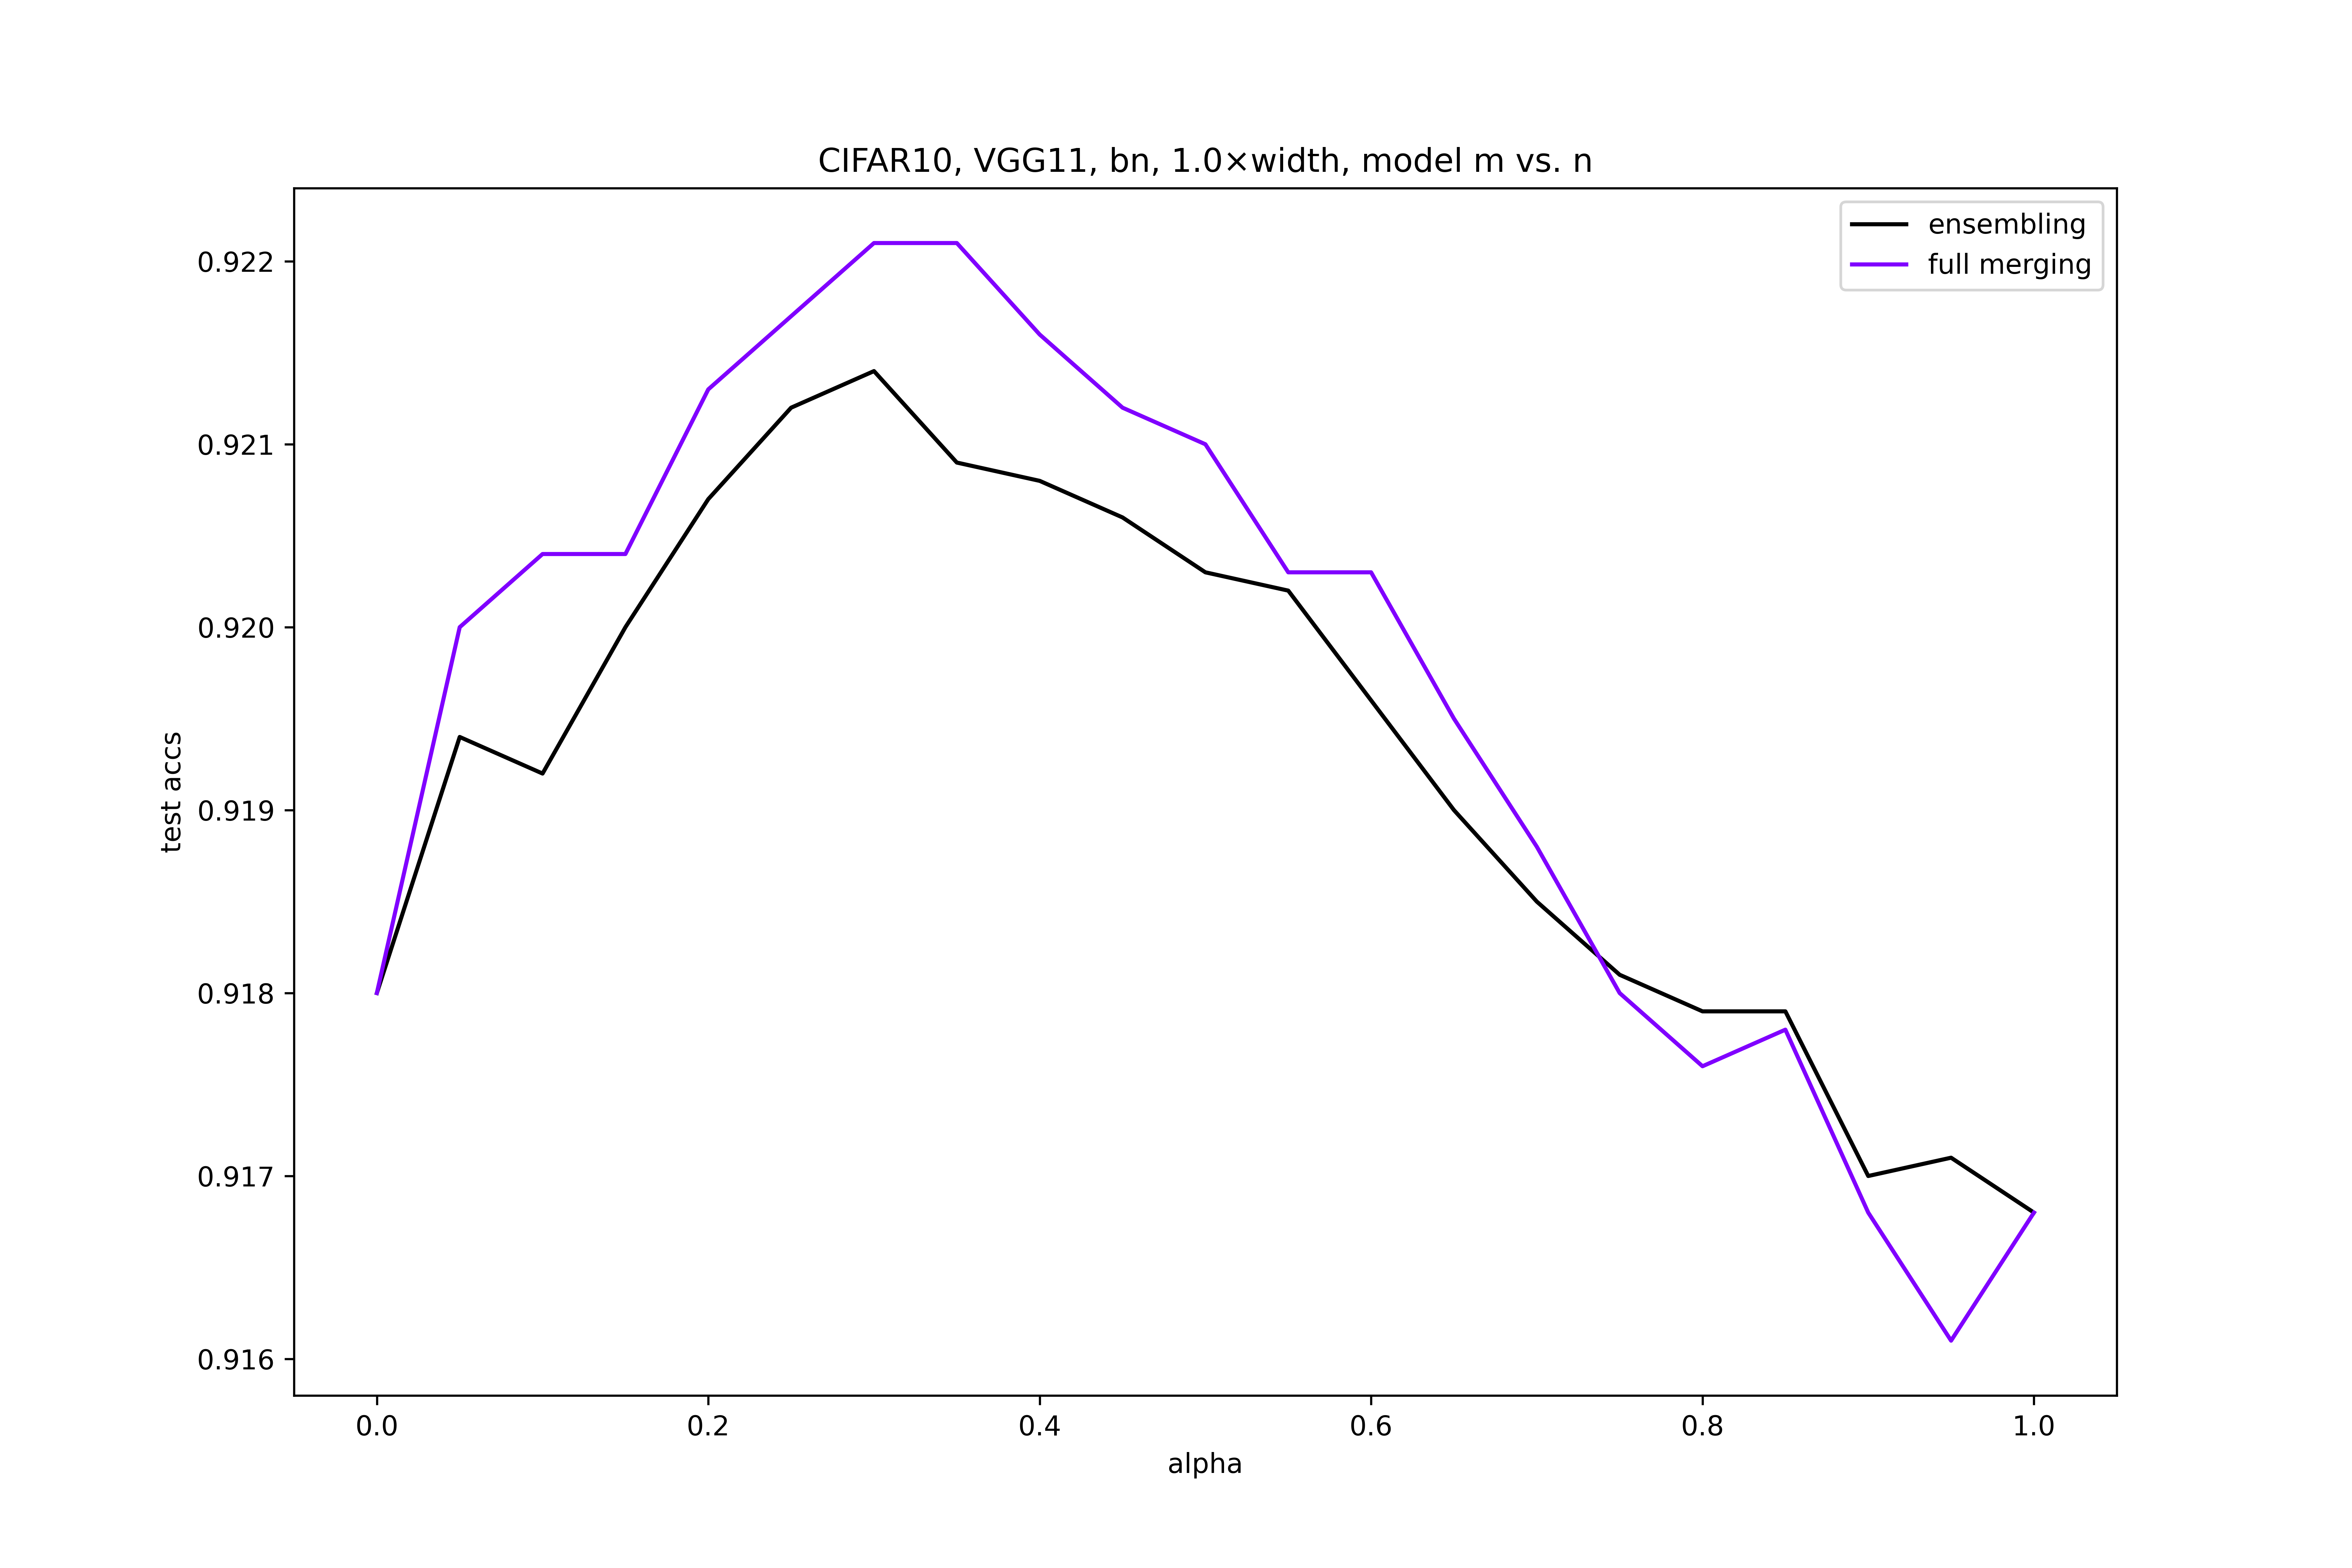 CIFAR10, VGG11, bn, 1.0×width, model m vs. n
ensembling
full merging
0.922
0.921
0.920
0.919
0.918
0.917
0.916
test accs
0.0 0.2 0.4 0.6 0.8 1.0
alpha